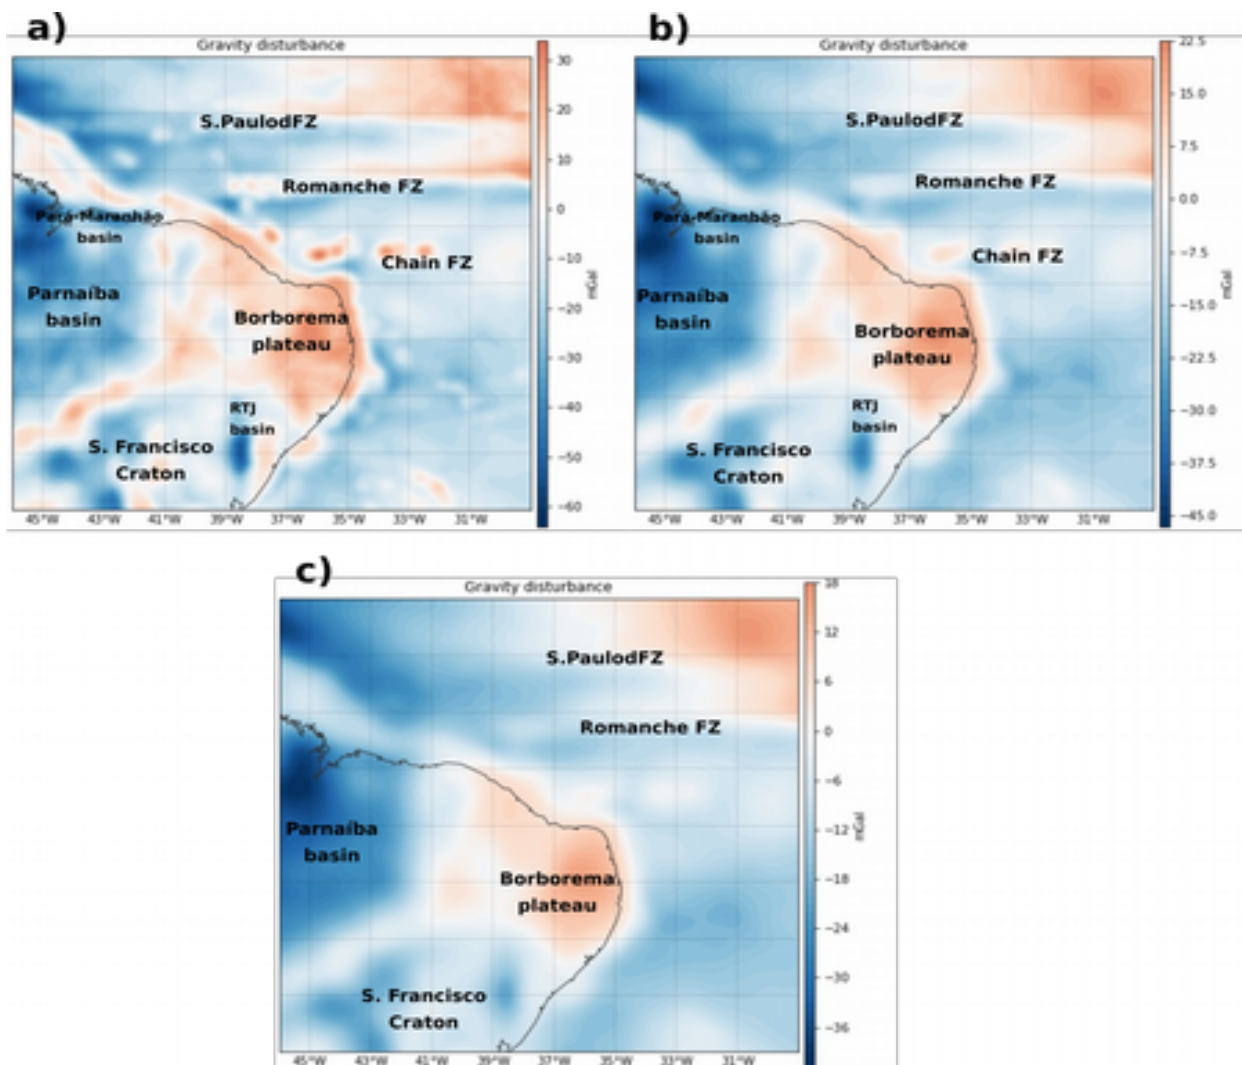 a)
Gravity disturbance
S.PaulodFZ
Romanche FZ
Pará-Maranhão
basin
Chain FZ
Parnaíba
basin
Borborema
plateau
RTJ
basin
S. Francisco
Craton
30
20
10
0
−10
−20
−30
−40
−50
−60
mGal
45°W
43°W
41°W
39°W
37°W
35°W
33°W
31°W
b)
Gravity disturbance
S.PaulodFZ
Romanche FZ
Pará-Maranhão
basin
Chain FZ
Parnaíba
basin
Borborema
plateau
RTJ
basin
S. Francisco
Craton
22.5
15.0
7.5
0.0
−7.5
−15.0
−22.5
−30.0
−37.5
−45.0
mGal
45°W
43°W
41°W
39°W
37°W
35°W
33°W
31°W
c)
Gravity disturbance
S.PaulodFZ
Romanche FZ
Parnaíba
basin
Borborema
plateau
S. Francisco
Craton
18
12
6
0
−6
−12
−18
−24
−30
−36
mGal
45°W
43°W
41°W
39°W
37°W
35°W
33°W
31°W